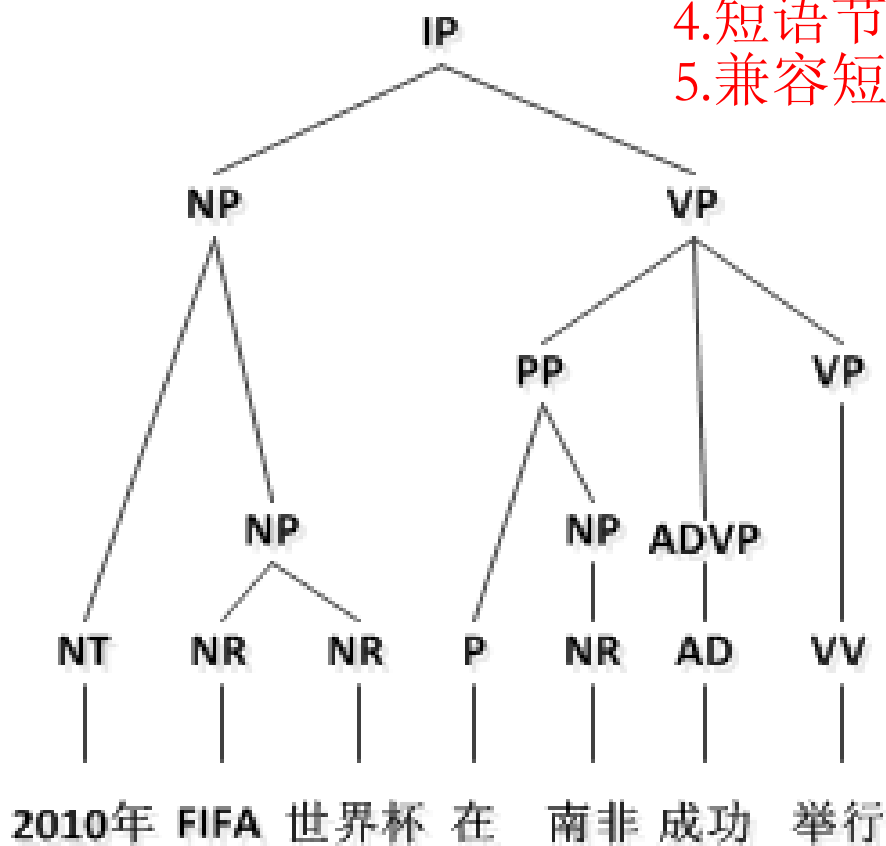 IP
4.短语节
5.兼容短
NP VP
PP VP
NP NP ADVP
NT NR NR P NR AD VV
2010年 FIFA 世界杯 在 南非 成功 举行